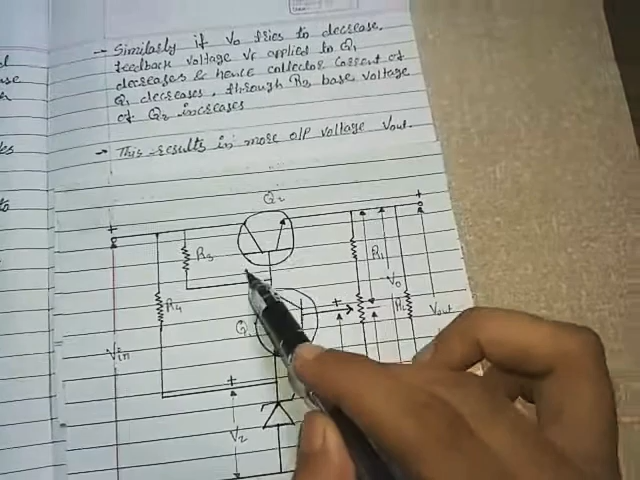 → Similarly if Vo tries to decrease.
feedback voltage Vf applied to Q1
decreases & hence collector current of
Q1 decreases. through R3 base voltage
of Q2 increases
→ This results in more o/p voltage Vout.
Q2
+
+
R3
R1
Vo
R4
+
RL
Vout
Q1
Vin
+
Vz